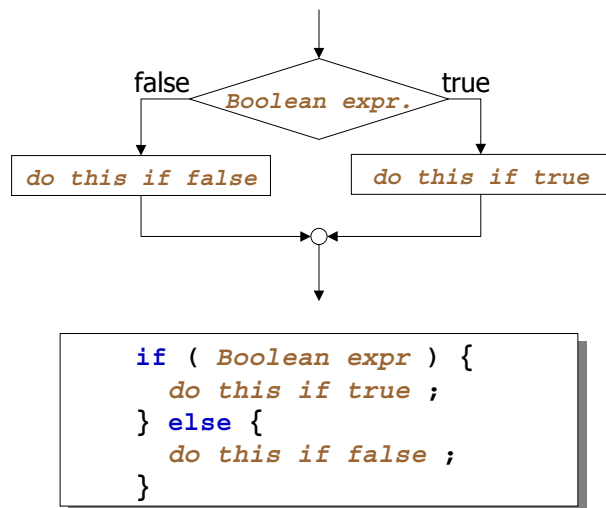 false true
Boolean expr.
do this if false do this if true
if ( Boolean expr ) {
do this if true ;
} else {
do this if false ;
}